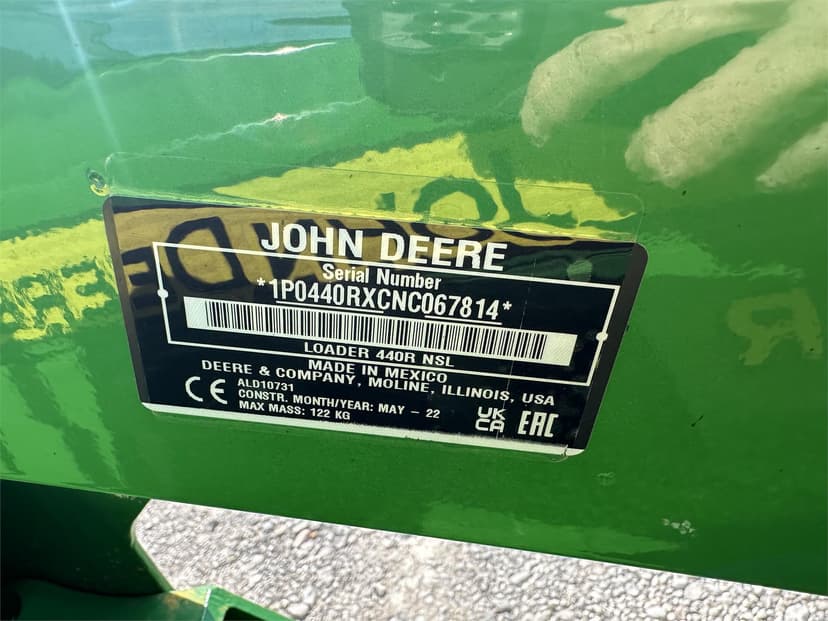 JOHN DEERE
Serial Number
*1P0440RXCNC067814*
LOADER 440R NSL
MADE IN MEXICO
DEERE & COMPANY, MOLINE, ILLINOIS, USA
CE
ALD10731
CONSTR. MONTH/YEAR: MAY - 22
MAX MASS: 122 KG
UK
CA
EAC